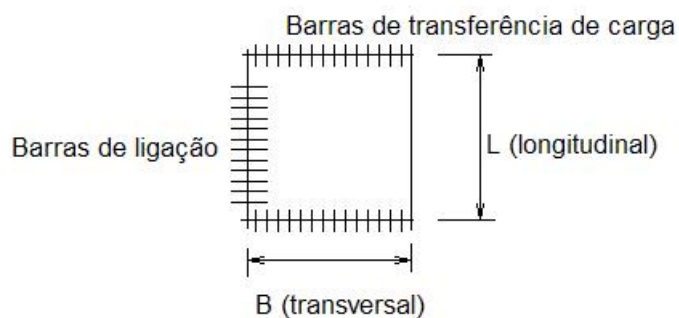 Barras de transferência de carga
Barras de ligação
L (longitudinal)
B (transversal)